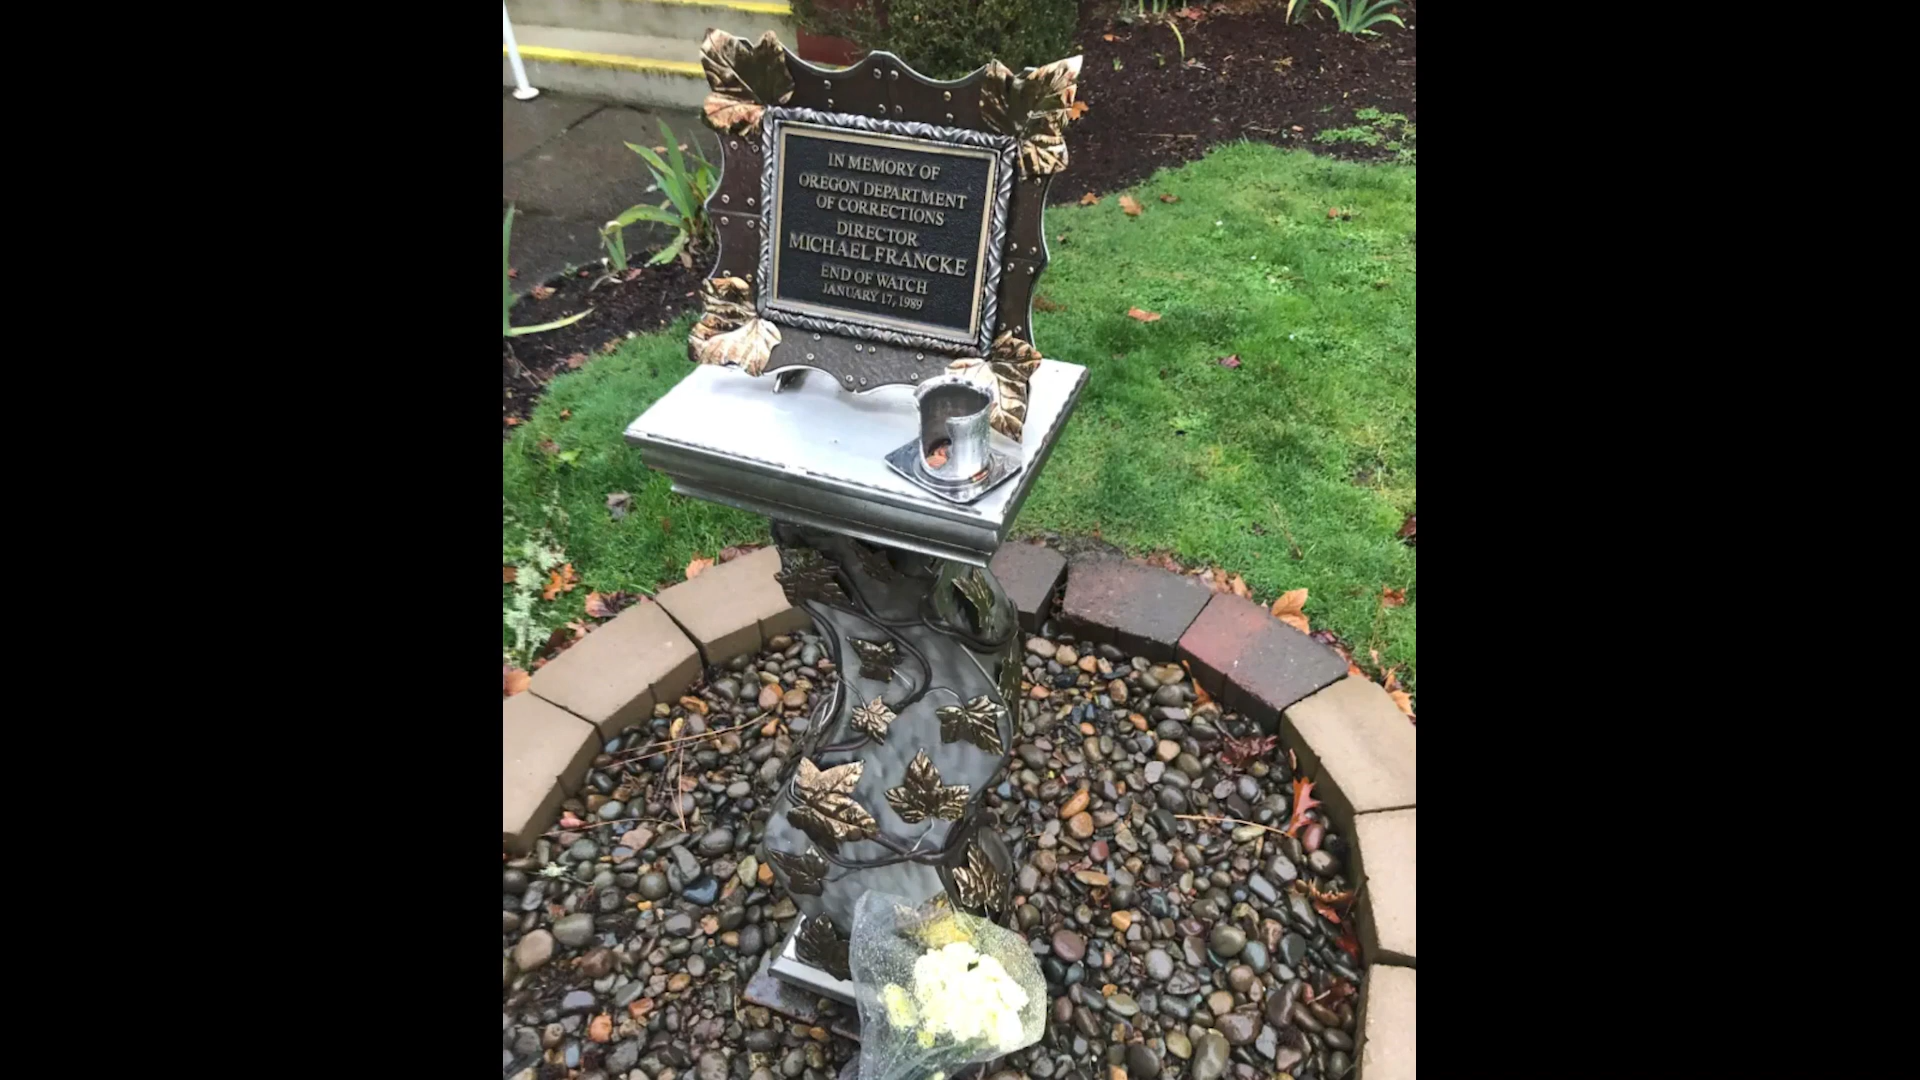 IN MEMORY OF
OREGON DEPARTMENT
OF CORRECTIONS
DIRECTOR
MICHAEL FRANCKE
END OF WATCH
JANUARY 17, 1989